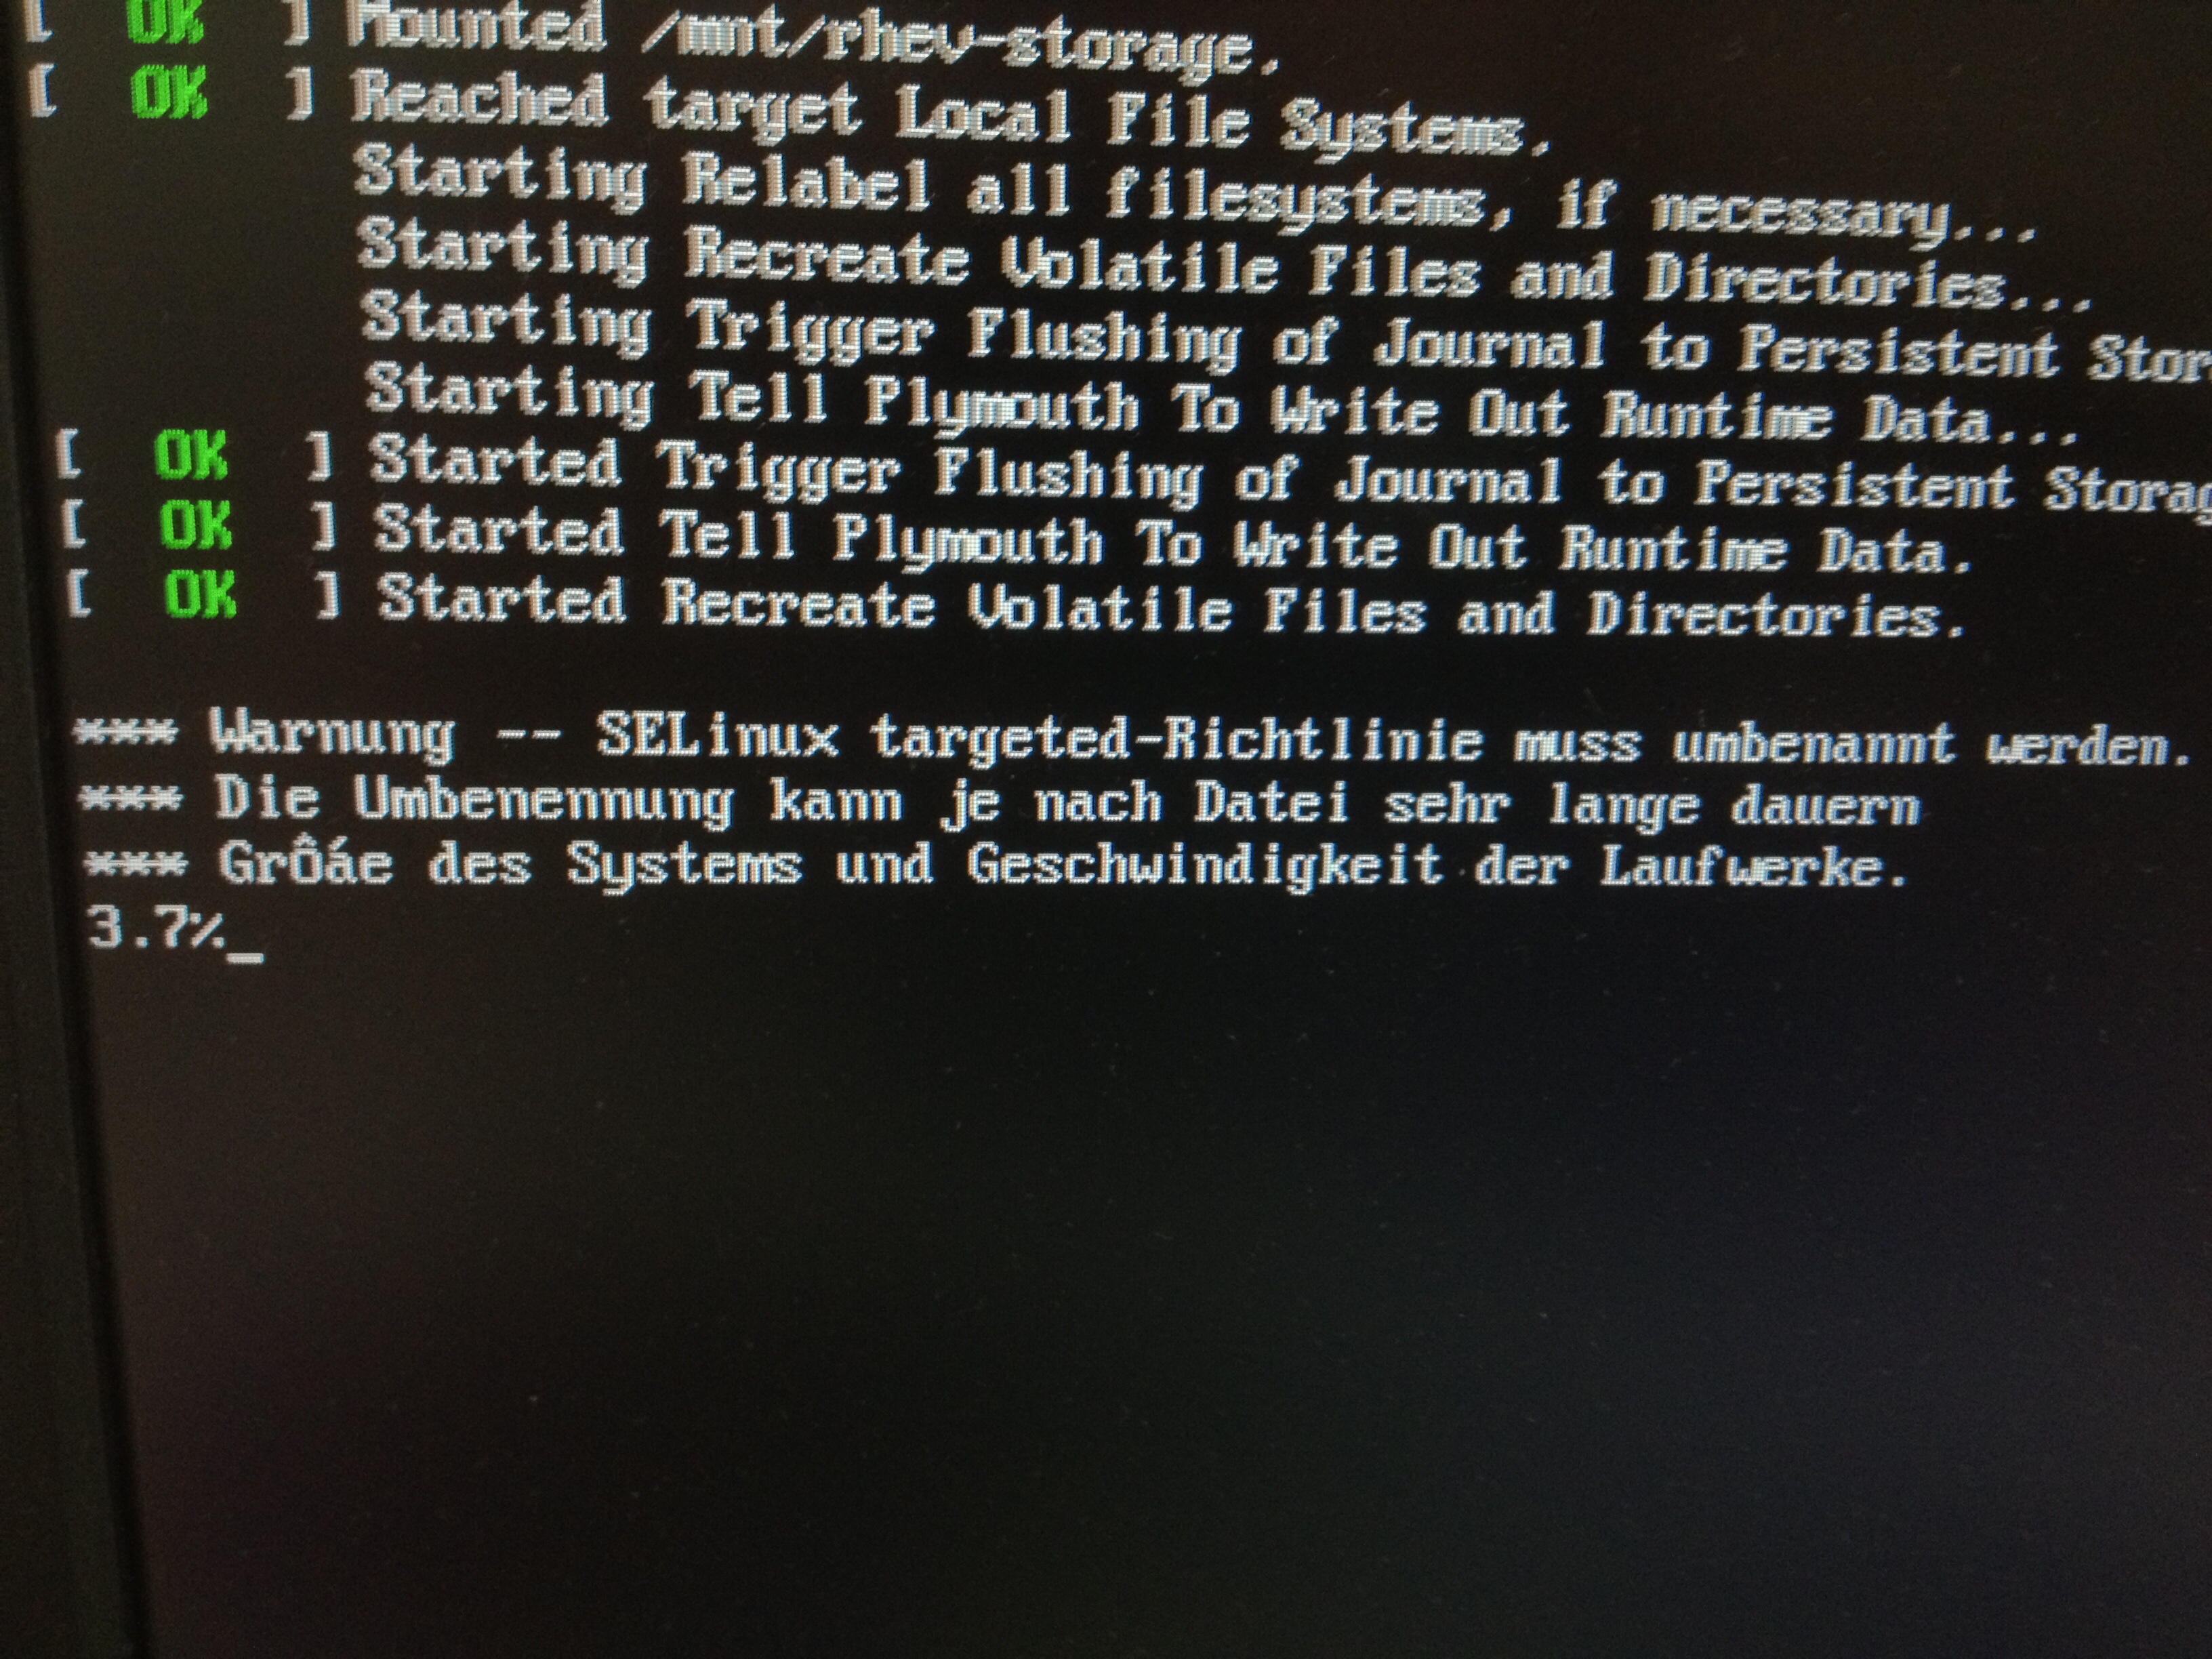 [  OK  ] Mounted /mnt/rhev-storage.
[  OK  ] Reached target Local File Systems.
Starting Relabel all filesystems, if necessary...
Starting Recreate Volatile Files and Directories...
Starting Trigger Flushing of Journal to Persistent Stor
Starting Tell Plymouth To Write Out Runtime Data...
[  OK  ] Started Trigger Flushing of Journal to Persistent Storag
[  OK  ] Started Tell Plymouth To Write Out Runtime Data.
[  OK  ] Started Recreate Volatile Files and Directories.
*** Warnung -- SELinux targeted-Richtlinie muss umbenannt werden.
*** Die Umbenennung kann je nach Datei sehr lange dauern
*** GrÔáe des Systems und Geschwindigkeit der Laufwerke.
3.7%_